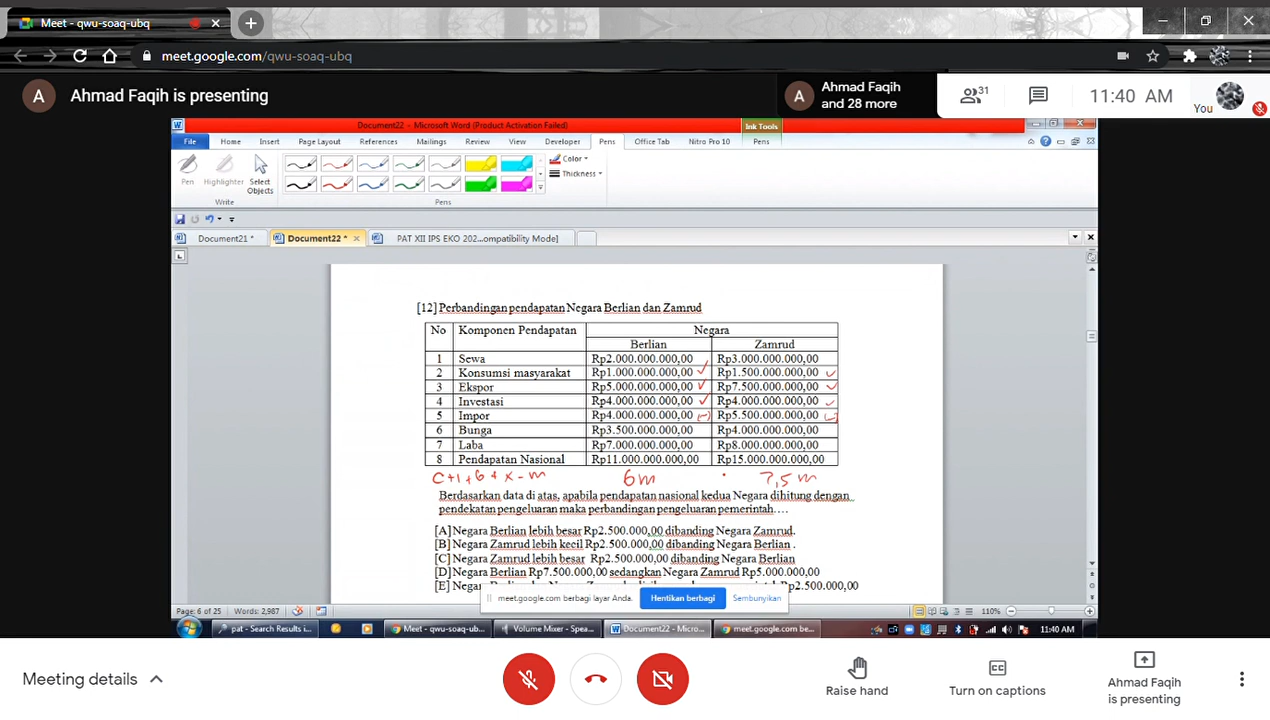 Meet - qwu-soaq-ubq
meet.google.com/qwu-soaq-ubq
A Ahmad Faqih is presenting
A Ahmad Faqih and 28 more
31
11:40 AM
You
Document22 - Microsoft Word (Product Activation Failed)
Ink Tools
File Home Insert Page Layout References Mailings Review View Developer Pens Office Tab Nitro Pro 10 Pens
Pen Highlighter Select Objects
Color
Thickness
Write Pens
Document21 * Document22 * PAT XII IPS EKO 202...ompatibility Mode]
[12] Perbandingan pendapatan Negara Berlian dan Zamrud
No Komponen Pendapatan Negara
Berlian Zamrud
1 Sewa Rp2.000.000.000,00 Rp3.000.000.000,00
2 Konsumsi masyarakat Rp1.000.000.000,00 Rp1.500.000.000,00
3 Ekspor Rp5.000.000.000,00 Rp7.500.000.000,00
4 Investasi Rp4.000.000.000,00 Rp4.000.000.000,00
5 Impor Rp4.000.000.000,00 (-) Rp5.500.000.000,00 (-)
6 Bunga Rp3.500.000.000,00 Rp4.000.000.000,00
7 Laba Rp7.000.000.000,00 Rp8.000.000.000,00
8 Pendapatan Nasional Rp11.000.000.000,00 Rp15.000.000.000,00
C+I+G+X-M 6M 7,5 M
Berdasarkan data di atas, apabila pendapatan nasional kedua Negara dihitung dengan
pendekatan pengeluaran maka perbandingan pengeluaran pemerintah….
[A] Negara Berlian lebih besar Rp2.500.000,00 dibanding Negara Zamrud.
[B] Negara Zamrud lebih kecil Rp2.500.000,00 dibanding Negara Berlian .
[C] Negara Zamrud lebih besar Rp2.500.000,00 dibanding Negara Berlian
[D] Negara Berlian Rp7.500.000,00 sedangkan Negara Zamrud Rp5.000.000,00
[E] Rp2.500.000,00
meet.google.com berbagi layar Anda. Hentikan berbagi Sembunyikan
Page: 6 of 25 Words: 2,987 110%
pat - Search Results i... Meet - qwu-soaq-ub... Volume Mixer - Spea... Document22 - Micro... meet.google.com be... 11:40 AM
Meeting details
Raise hand
Turn on captions
Ahmad Faqih
is presenting